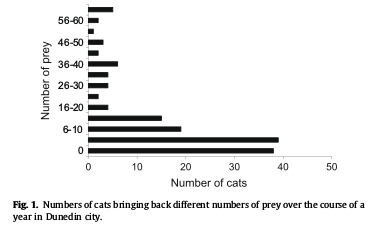 56-60
46-50
36-40
26-30
16-20
6-10
0
Number of prey
0 10 20 30 40 50
Number of cats
Fig. 1. Numbers of cats bringing back different numbers of prey over the course of a
year in Dunedin city.